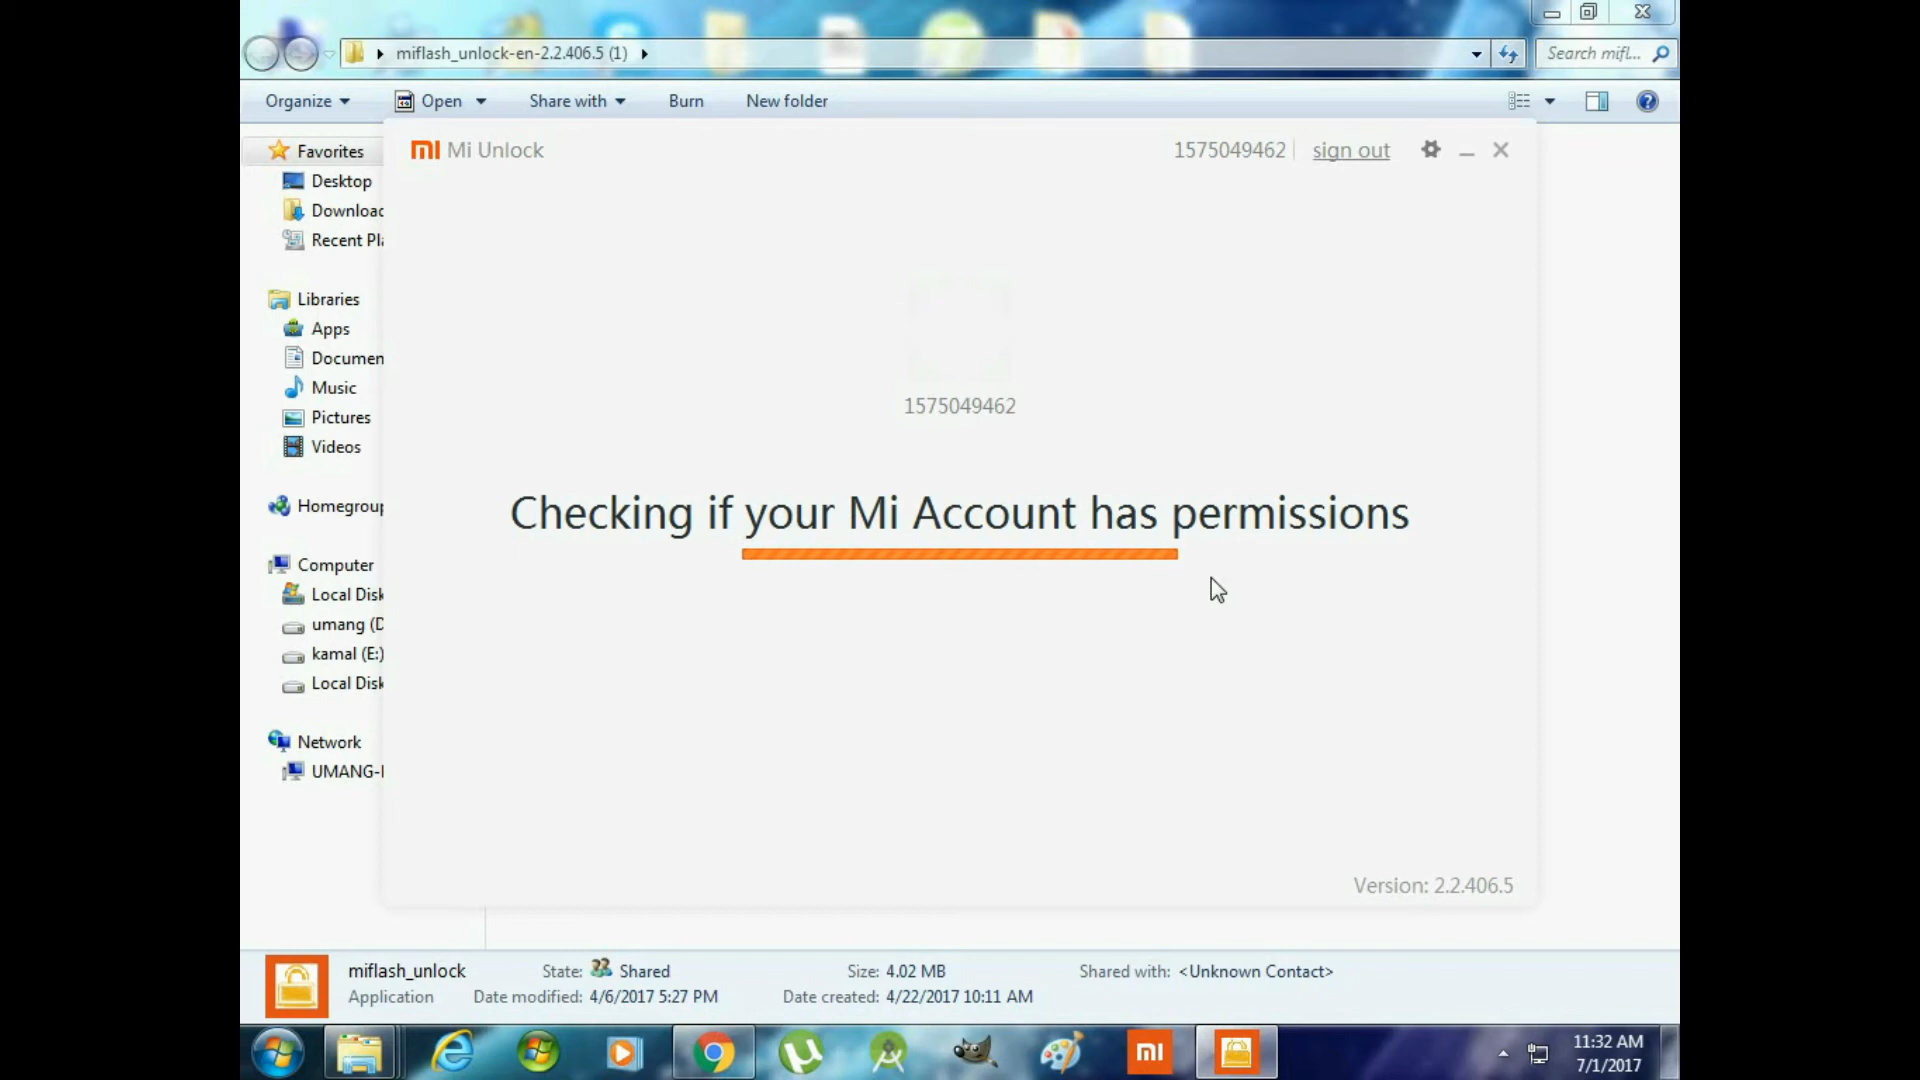 miflash_unlock-en-2.2.406.5 (1)
Search mifl...
Organize
Open
Share with
Burn
New folder
Favorites
Desktop
Downloac
Recent Pla
Libraries
Apps
Documen
Music
Pictures
Videos
Homegroup
Computer
Local Disk
umang (D
kamal (E:)
Local Disk
Network
UMANG-
mi Mi Unlock
1575049462
sign out
1575049462
Checking if your Mi Account has permissions
Version: 2.2.406.5
miflash_unlock
State: Shared
Size: 4.02 MB
Shared with: <Unknown Contact>
Application
Date modified: 4/6/2017 5:27 PM
Date created: 4/22/2017 10:11 AM
mi
11:32 AM
7/1/2017